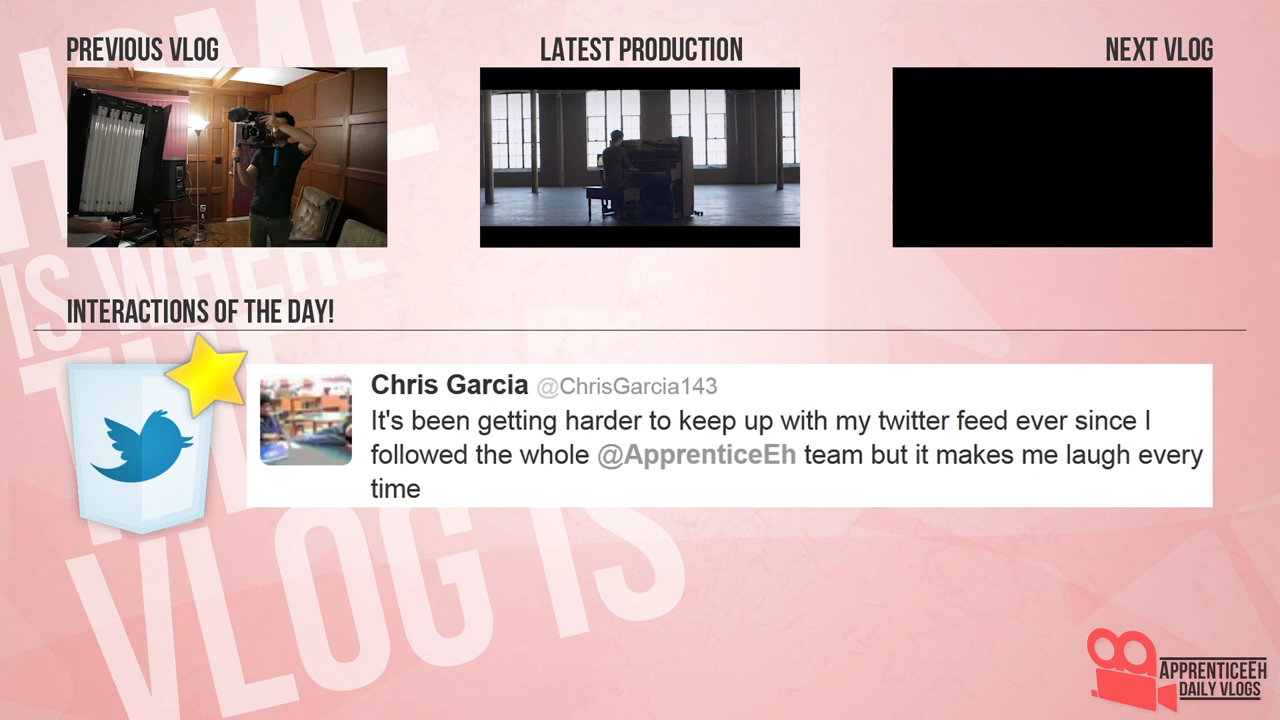 PREVIOUS VLOG
LATEST PRODUCTION
NEXT VLOG
HOME
IS WHERE
THE
VLOG IS
INTERACTIONS OF THE DAY!
Chris Garcia @ChrisGarcia143
It's been getting harder to keep up with my twitter feed ever since I
followed the whole @ApprenticeEh team but it makes me laugh every
time
APPRENTICEEH
DAILY VLOGS